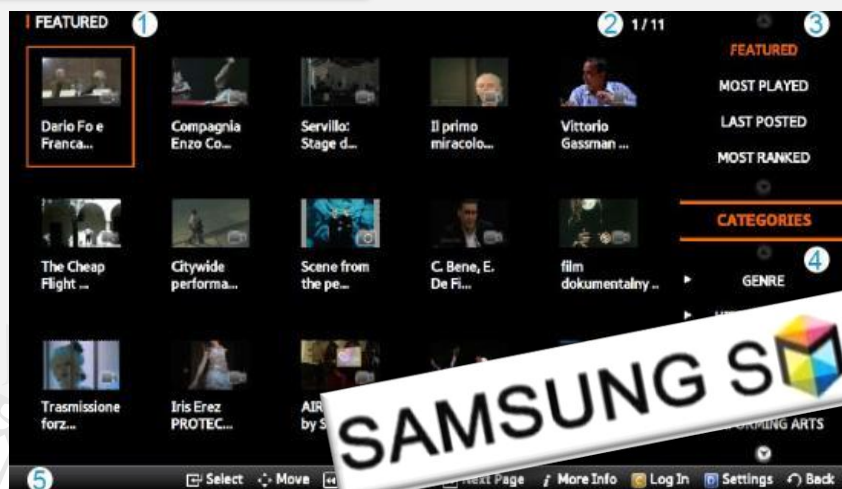 FEATURED 1
2 1/11
3
FEATURED
MOST PLAYED
LAST POSTED
MOST RANKED
CATEGORIES
4
GENRE
Dario Fo e
Franca...
Compagnia
Enzo Co...
Servillo:
Stage d...
Il primo
miracolo...
Vittorio
Gassman ...
The Cheap
Flight ...
Citywide
performa...
Scene from
the pe...
C. Bene, E.
De Fi...
film
dokumentalny ..
Trasmissione
forz...
Iris Erez
PROTEC...
AIR
by S
SAMSUNG S
ARTS
5
Select Move Next Page i More Info C Log In D Settings Back